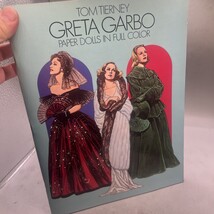 TOM TIERNEY
GRETA GARBO
PAPER DOLLS IN FULL COLOR